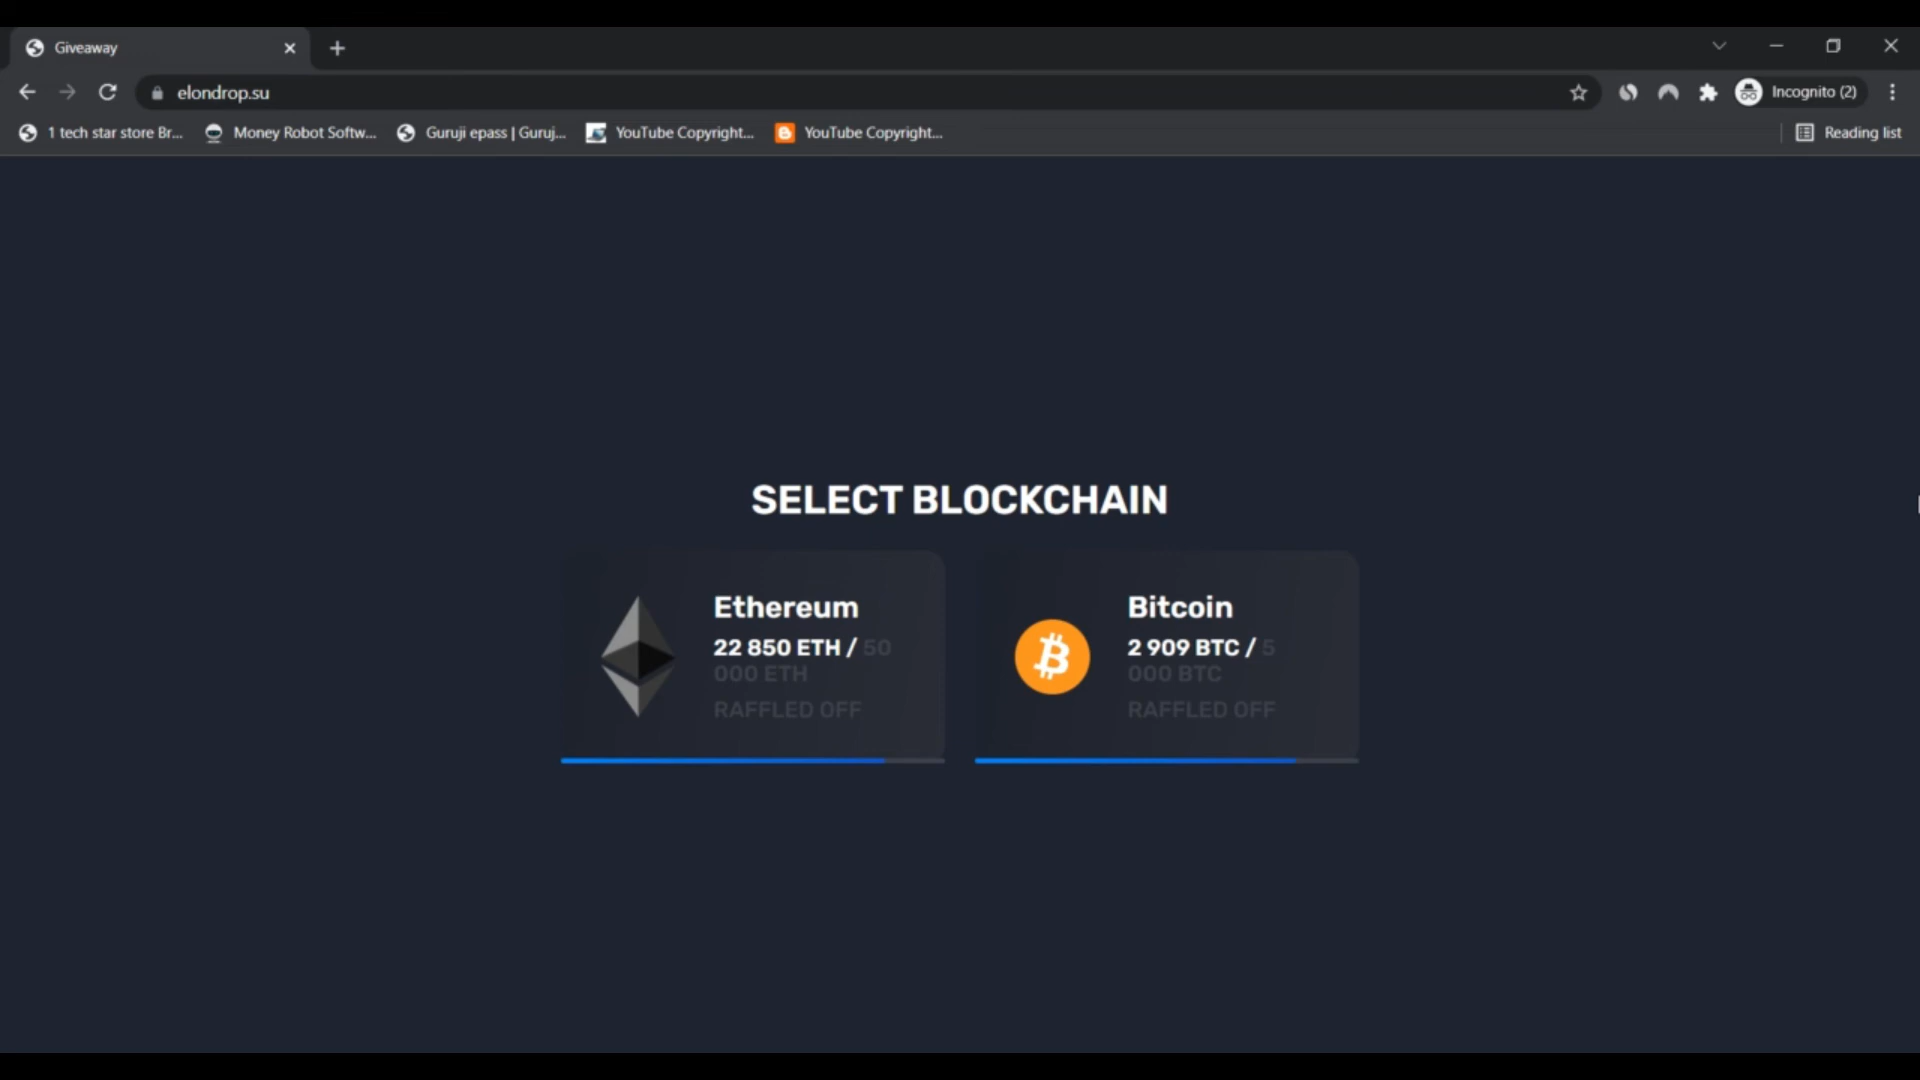 Giveaway
elondrop.su
Incognito (2)
1 tech star store Br...
Money Robot Softw...
Guruji epass | Guruj...
YouTube Copyright...
YouTube Copyright...
Reading list
SELECT BLOCKCHAIN
Ethereum
22 850 ETH / 50
000 ETH
RAFFLED OFF
Bitcoin
2 909 BTC / 5
000 BTC
RAFFLED OFF